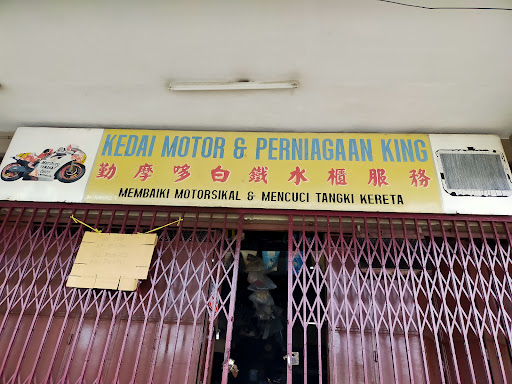 KEDAI MOTOR & PERNIAGAAN KING
勤摩哆白鐵水櫃服務
MEMBAIKI MOTORSIKAL & MENCUCI TANGKI KERETA